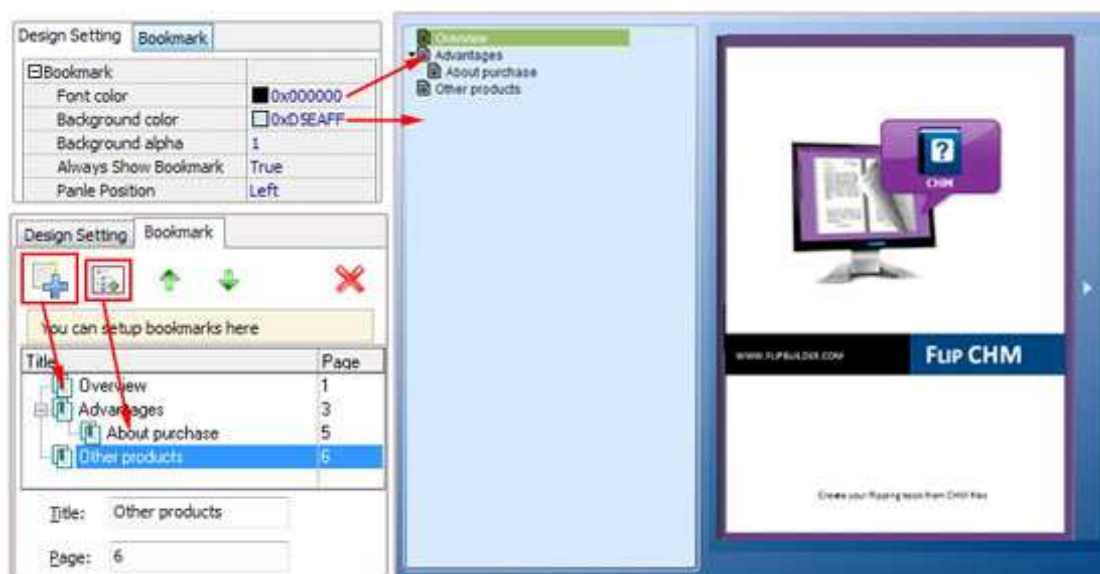 Design Setting Bookmark
Bookmark
Font color 0x000000
Background color 0xD5EAFF
Background alpha 1
Always Show Bookmark True
Panle Position Left
Design Setting Bookmark
You can setup bookmarks here
Title Page
Overview 1
Advantages 3
About purchase 5
Other products 6
Title: Other products
Page: 6
Overview
Advantages
About purchase
Other products
?
CHM
WWW.FLIPBUILDER.COM FLIP CHM
Create your flipping book from CHM files